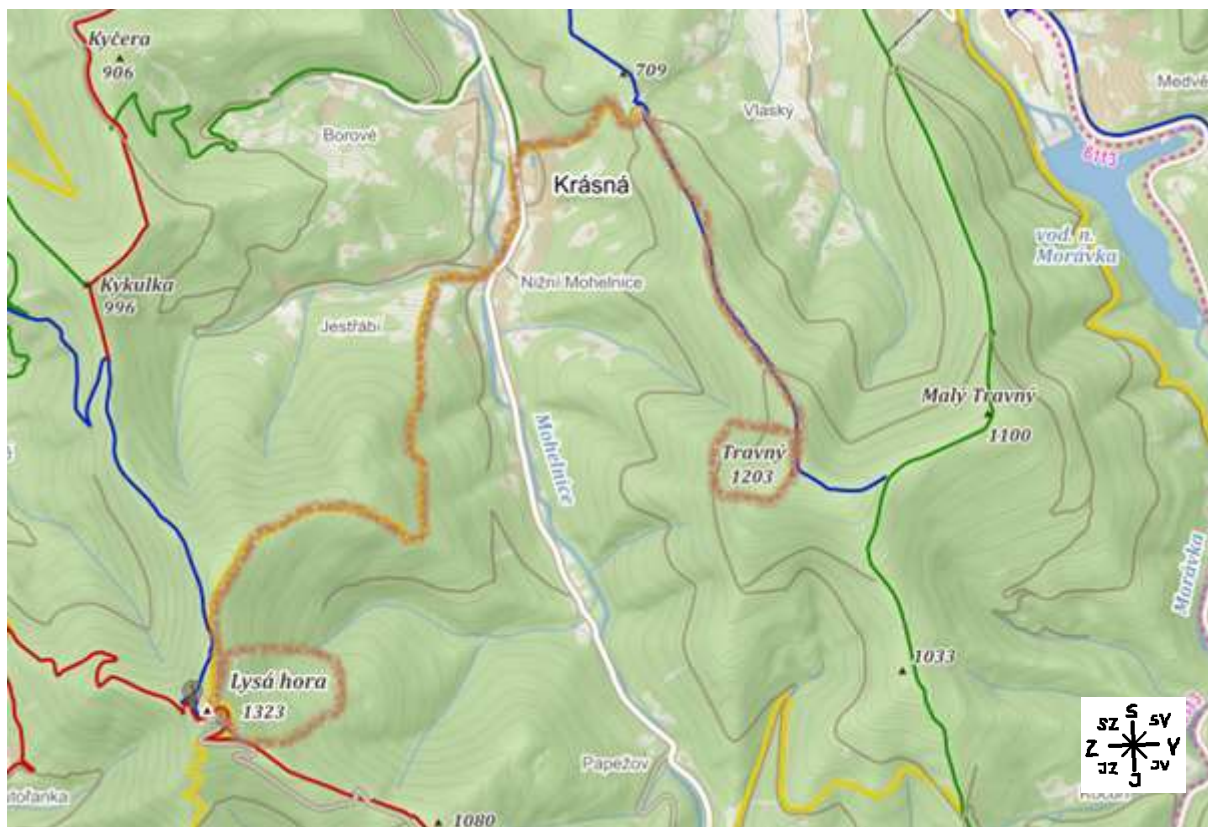 Kyčera
906
709
Medvě
Borové
Vlaský
6113
Krásná
vod. n.
Morávka
Kykulka
996
Nižní Mohelnice
Jestřábí
Malý Travný
1100
Mohelnice
Travný
1203
Morávka
1033
Lysá hora
1323
Papežov
1080
SZ S SV
Z V
JZ J JV